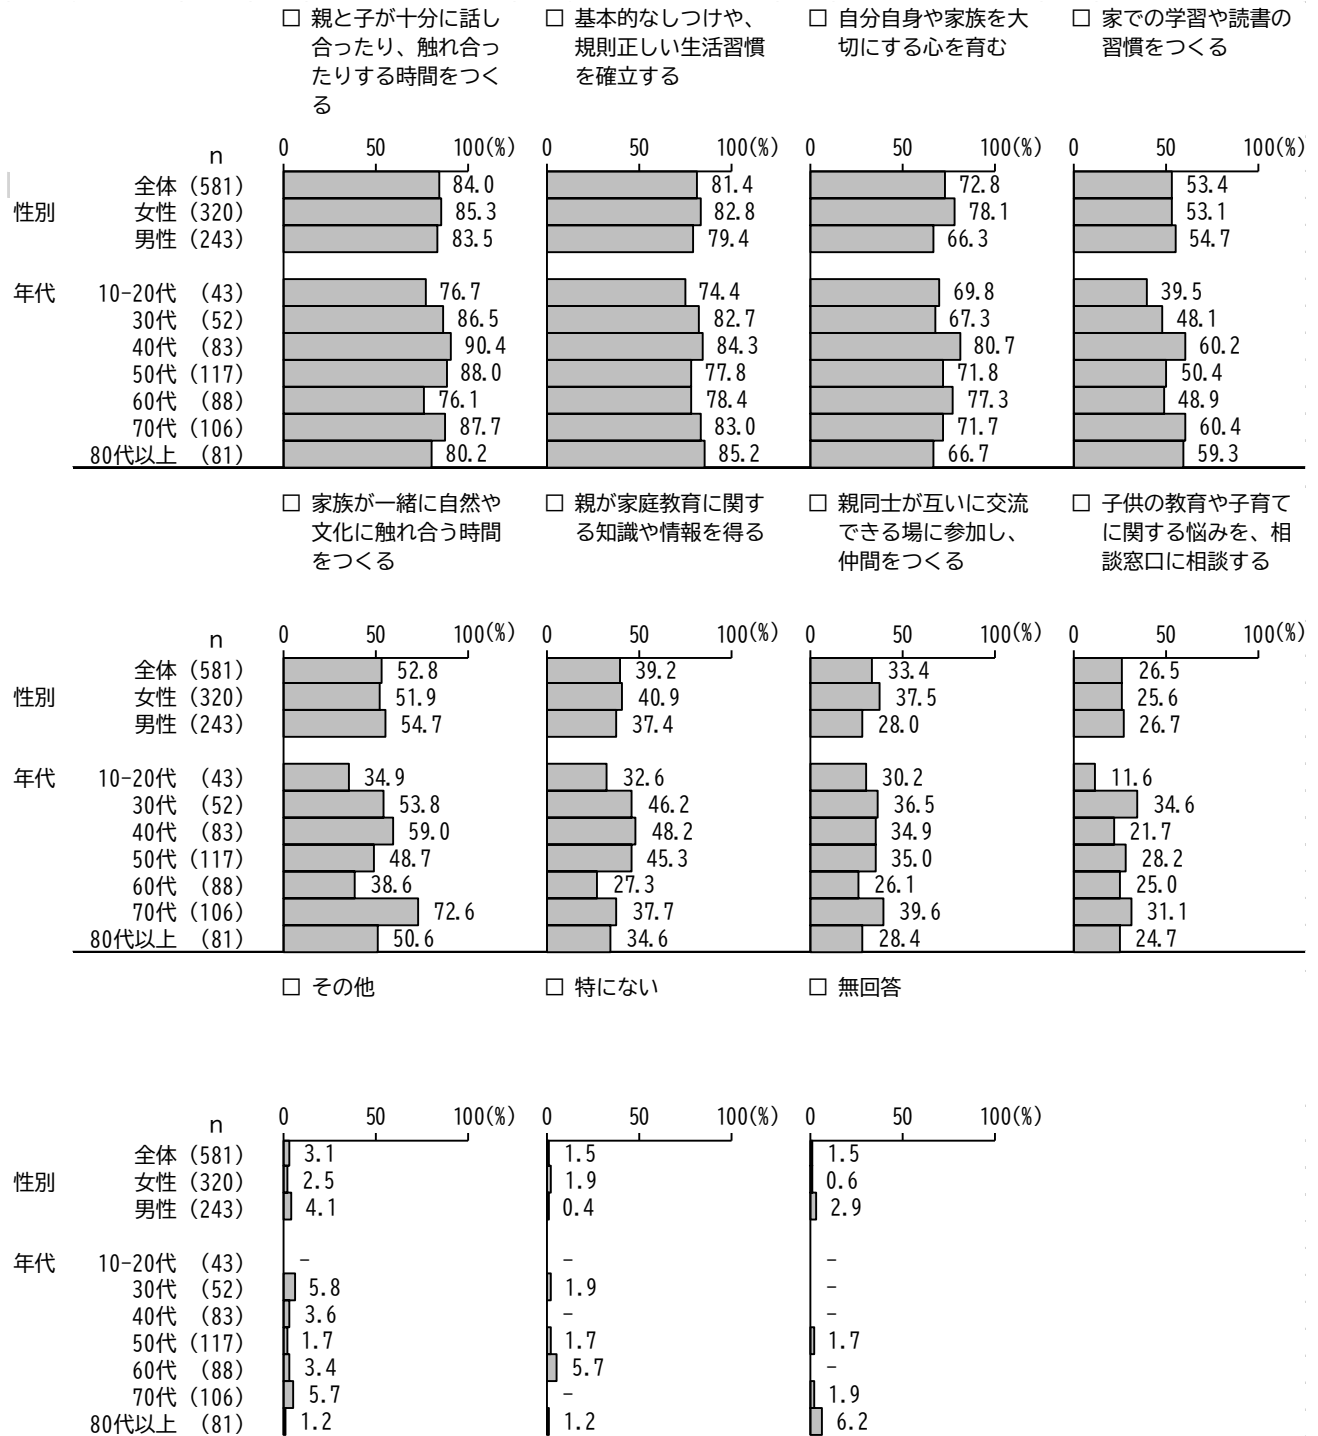 □ 親と子が十分に話し合ったり、触れ合ったりする時間をつくる
□ 基本的なしつけや、規則正しい生活習慣を確立する
□ 自分自身や家族を大切にする心を育む
□ 家での学習や読書の習慣をつくる
n 0 50 100(%) 0 50 100(%) 0 50 100(%) 0 50 100(%)
全体 (581) 84.0 81.4 72.8 53.4
性別 女性 (320) 85.3 82.8 78.1 53.1
男性 (243) 83.5 79.4 66.3 54.7
年代 10-20代 (43) 76.7 74.4 69.8 39.5
30代 (52) 86.5 82.7 67.3 48.1
40代 (83) 90.4 84.3 80.7 60.2
50代 (117) 88.0 77.8 71.8 50.4
60代 (88) 76.1 78.4 77.3 48.9
70代 (106) 87.7 83.0 71.7 60.4
80代以上 (81) 80.2 85.2 66.7 59.3
□ 家族が一緒に自然や文化に触れ合う時間をつくる
□ 親が家庭教育に関する知識や情報を得る
□ 親同士が互いに交流できる場に参加し、仲間をつくる
□ 子供の教育や子育てに関する悩みを、相談窓口に相談する
n 0 50 100(%) 0 50 100(%) 0 50 100(%) 0 50 100(%)
全体 (581) 52.8 39.2 33.4 26.5
性別 女性 (320) 51.9 40.9 37.5 25.6
男性 (243) 54.7 37.4 28.0 26.7
年代 10-20代 (43) 34.9 32.6 30.2 11.6
30代 (52) 53.8 46.2 36.5 34.6
40代 (83) 59.0 48.2 34.9 21.7
50代 (117) 48.7 45.3 35.0 28.2
60代 (88) 38.6 27.3 26.1 25.0
70代 (106) 72.6 37.7 39.6 31.1
80代以上 (81) 50.6 34.6 28.4 24.7
□ その他 □ 特にない □ 無回答
n 0 50 100(%) 0 50 100(%) 0 50 100(%)
全体 (581) 3.1 1.5 1.5
性別 女性 (320) 2.5 1.9 0.6
男性 (243) 4.1 0.4 2.9
年代 10-20代 (43) - - -
30代 (52) 5.8 1.9 -
40代 (83) 3.6 - -
50代 (117) 1.7 1.7 1.7
60代 (88) 3.4 5.7 -
70代 (106) 5.7 - 1.9
80代以上 (81) 1.2 1.2 6.2